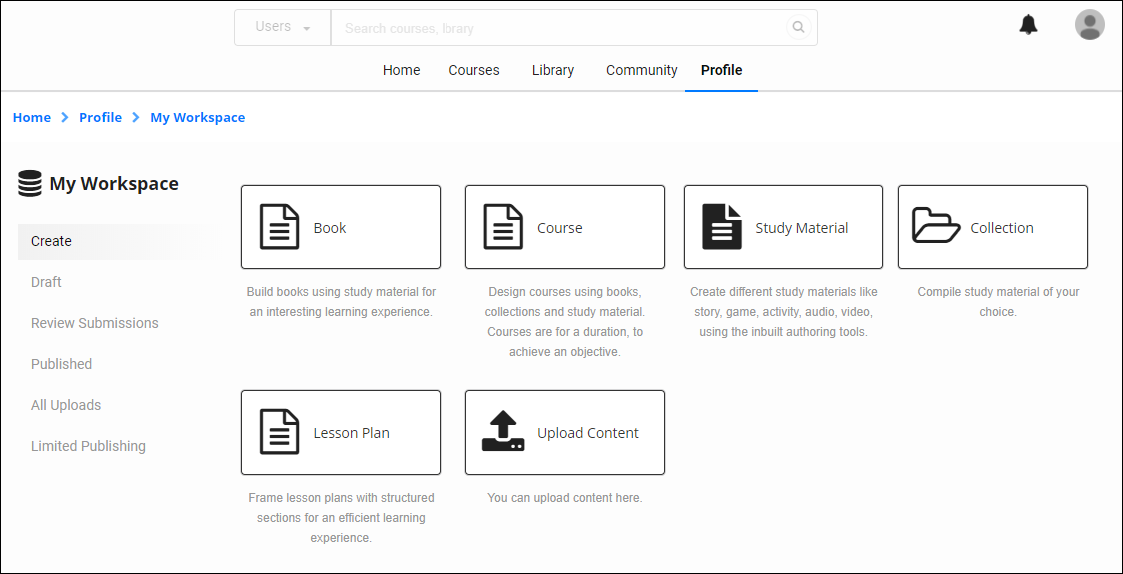 Users
Search courses, lbrary
Home Courses Library Community Profile
Home Profile My Workspace
My Workspace
Create
Draft
Review Submissions
Published
All Uploads
Limited Publishing
Book
Build books using study material for
an interesting learning experience.
Course
Design courses using books,
collections and study material.
Courses are for a duration, to
achieve an objective.
Study Material
Create different study materials like
story, game, activity, audio, video,
using the inbuilt authoring tools.
Collection
Compile study material of your
choice.
Lesson Plan
Frame lesson plans with structured
sections for an efficient learning
experience.
Upload Content
You can upload content here.